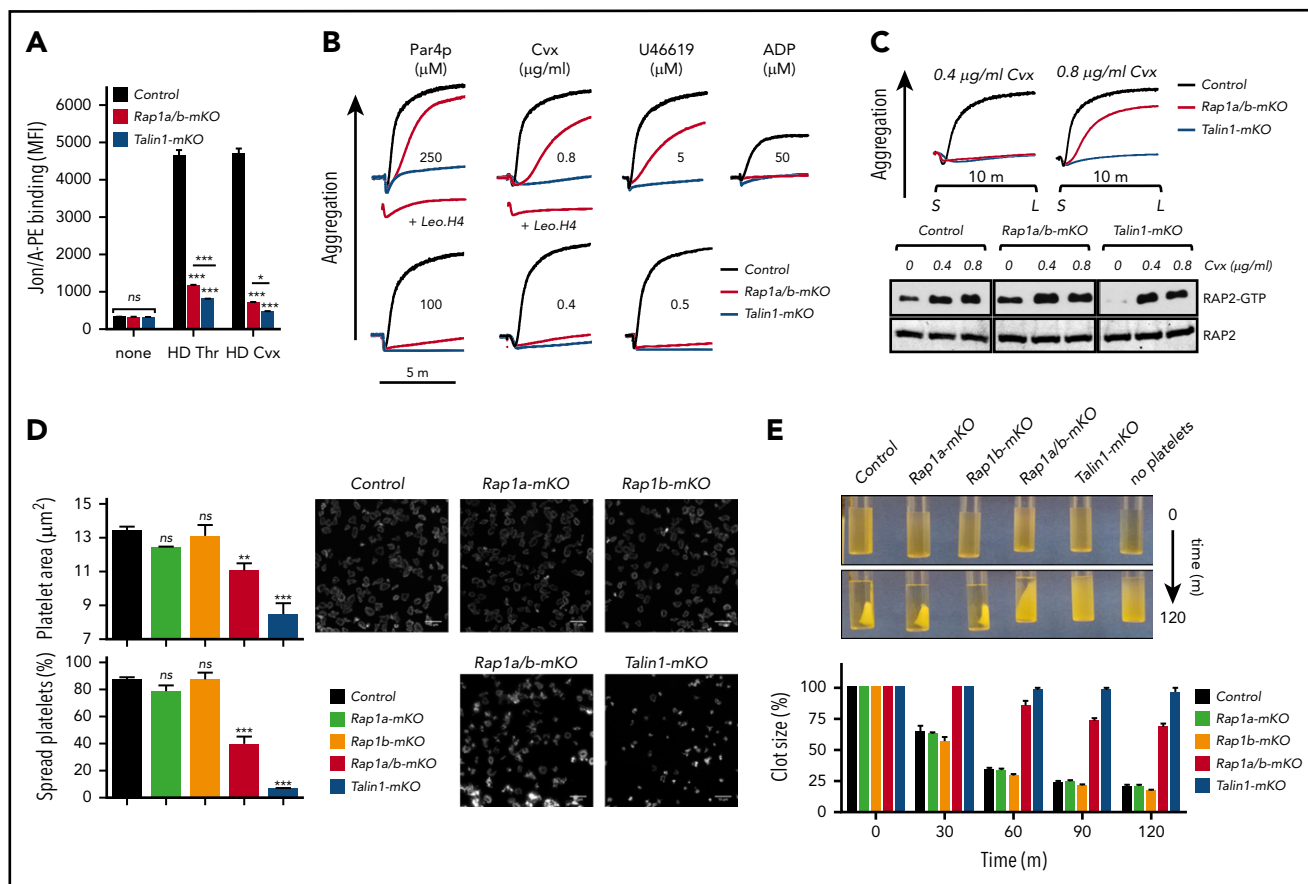 A
Control
Rap1a/b-mKO
Talin1-mKO
Jon/A-PE binding (MFI)
6000
5000
4000
3000
2000
1000
0
ns
***
***
***
*
***
***
none HD Thr HD Cvx
B
Par4p Cvx U46619 ADP
(μM) (μg/ml) (μM) (μM)
Aggregation
250 0.8 5 50
+ Leo.H4 + Leo.H4
100 0.4 0.5
Control
Rap1a/b-mKO
Talin1-mKO
5 m
C
0.4 μg/ml Cvx 0.8 μg/ml Cvx
Aggregation
Control
Rap1a/b-mKO
Talin1-mKO
10 m 10 m
S L S L
Control Rap1a/b-mKO Talin1-mKO
0 0.4 0.8 0 0.4 0.8 0 0.4 0.8 Cvx (μg/ml)
RAP2-GTP
RAP2
D
Platelet area (μm²)
15
13
11
9
7
ns ns ** ***
Spread platelets (%)
100
80
60
40
20
0
ns ns *** ***
Control
Rap1a-mKO
Rap1b-mKO
Rap1a/b-mKO
Talin1-mKO
Control Rap1a-mKO Rap1b-mKO
Rap1a/b-mKO Talin1-mKO
E
Control Rap1a-mKO Rap1b-mKO Rap1a/b-mKO Talin1-mKO no platelets
0
time (m)
120
Clot size (%)
100
75
50
25
0
0 30 60 90 120
Time (m)
Control
Rap1a-mKO
Rap1b-mKO
Rap1a/b-mKO
Talin1-mKO